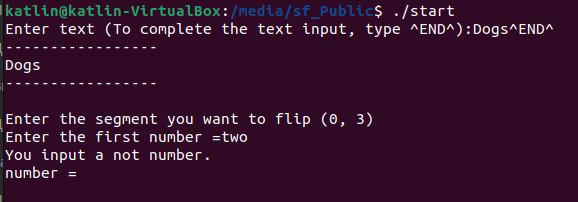 katlin@katlin-VirtualBox:/media/sf_Public$ ./start
Enter text (To complete the text input, type ^END^):Dogs^END^
-----------------
Dogs
-----------------
Enter the segment you want to flip (0, 3)
Enter the first number =two
You input a not number.
number =